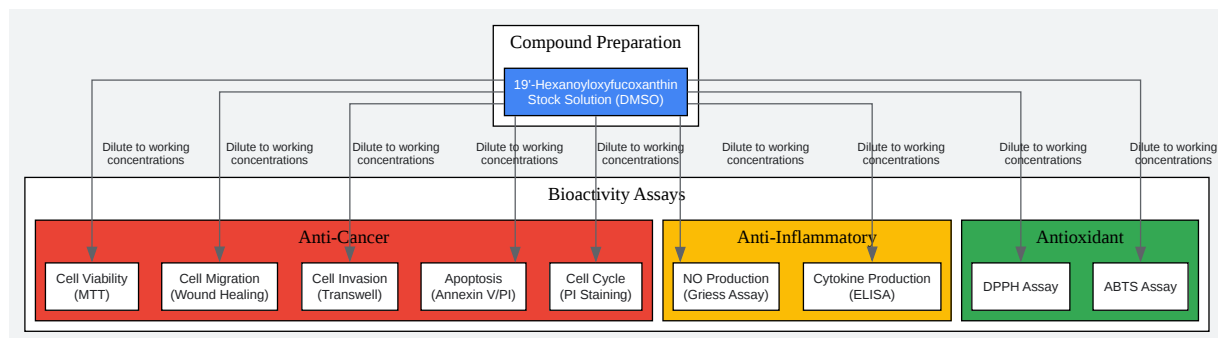 Compound Preparation
19'-Hexanoyloxyfucoxanthin
Stock Solution (DMSO)
Dilute to working
concentrations
Dilute to working
concentrations
Dilute to working
concentrations
Dilute to working
concentrations
Dilute to working
concentrations
Dilute to working
concentrations
Dilute to working
concentrations
Dilute to working
concentrations
Dilute to working
concentrations
Bioactivity Assays
Anti-Cancer
Cell Viability
(MTT)
Cell Migration
(Wound Healing)
Cell Invasion
(Transwell)
Apoptosis
(Annexin V/PI)
Cell Cycle
(PI Staining)
Anti-Inflammatory
NO Production
(Griess Assay)
Cytokine Production
(ELISA)
Antioxidant
DPPH Assay
ABTS Assay